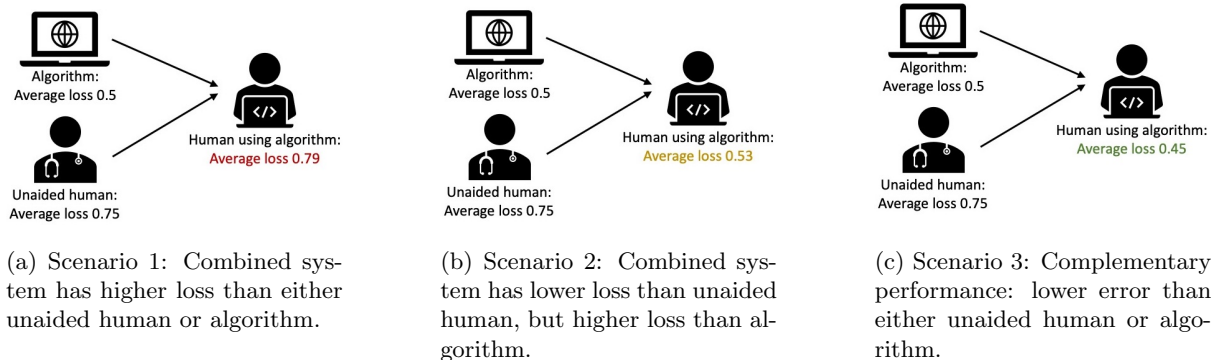 Algorithm:
Average loss 0.5
</>
Human using algorithm:
Average loss 0.79
Unaided human:
Average loss 0.75
(a) Scenario 1: Combined sys-
tem has higher loss than either
unaided human or algorithm.
Algorithm:
Average loss 0.5
</>
Human using algorithm:
Average loss 0.53
Unaided human:
Average loss 0.75
(b) Scenario 2: Combined sys-
tem has lower loss than unaided
human, but higher loss than al-
gorithm.
Algorithm:
Average loss 0.5
</>
Human using algorithm:
Average loss 0.45
Unaided human:
Average loss 0.75
(c) Scenario 3: Complementary
performance: lower error than
either unaided human or algo-
rithm.